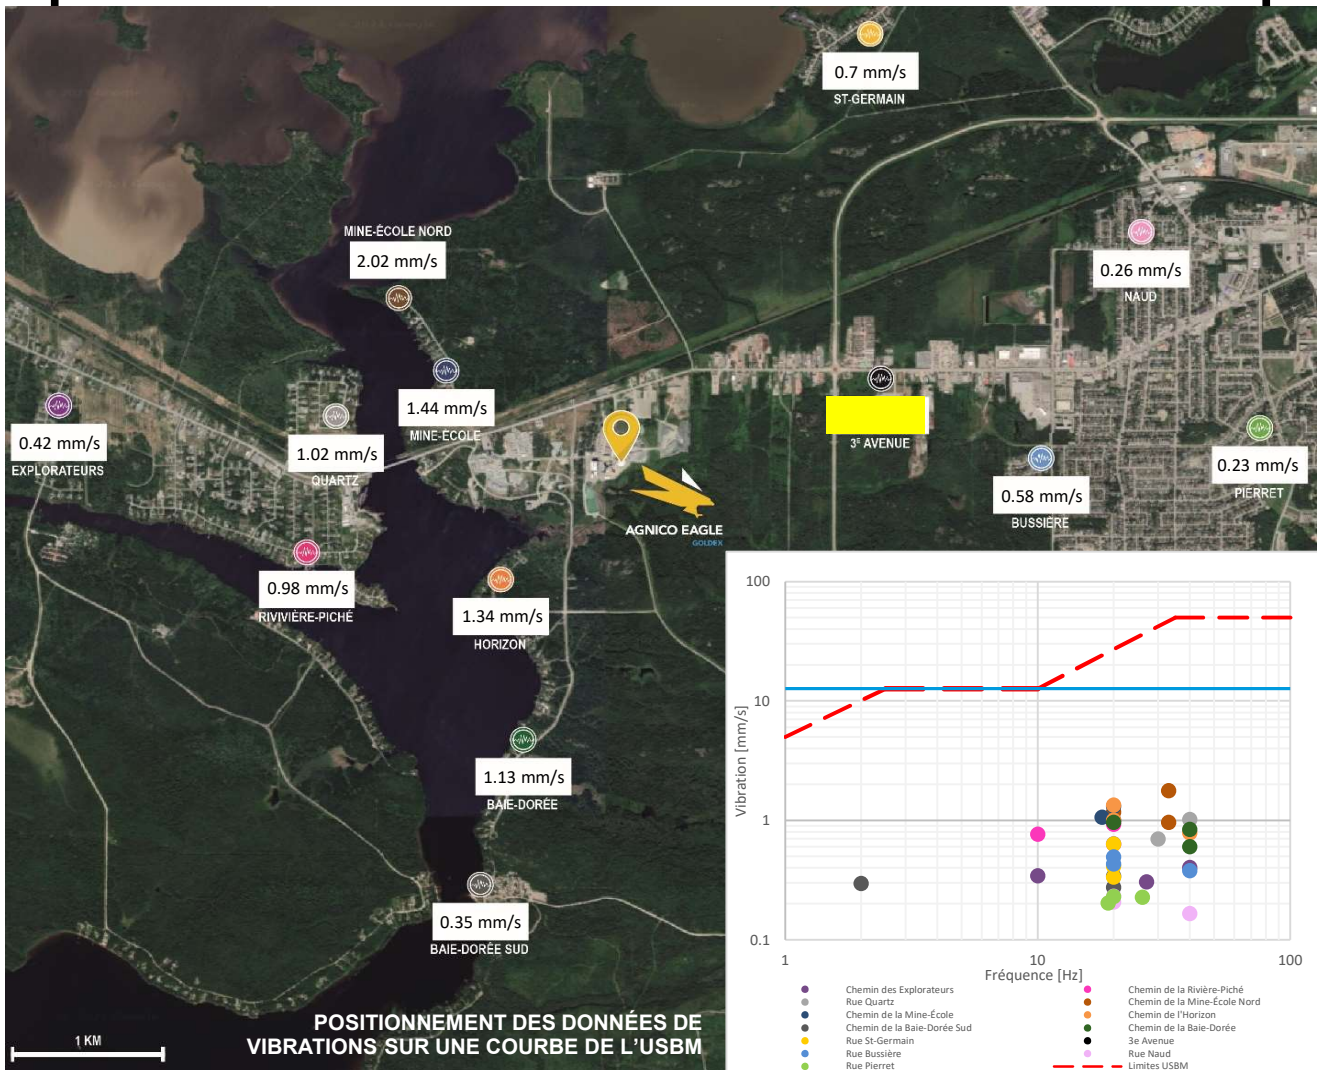 0.7 mm/s
ST-GERMAIN
MINE-ÉCOLE NORD
2.02 mm/s
0.26 mm/s
NAUD
1.44 mm/s
MINE-ÉCOLE
0.42 mm/s
EXPLORATEURS
1.02 mm/s
QUARTZ
3E AVENUE
0.23 mm/s
PIERRET
0.58 mm/s
BUSSIÈRE
AGNICO EAGLE
GOLDEX
0.98 mm/s
RIVIVIÈRE-PICHÉ
1.34 mm/s
HORIZON
1.13 mm/s
BAIE-DORÉE
0.35 mm/s
BAIE-DORÉE SUD
POSITIONNEMENT DES DONNÉES DE
VIBRATIONS SUR UNE COURBE DE L'USBM
1 KM
100
10
1
0.1
Vibration [mm/s]
1 10 100
Fréquence [Hz]
Chemin des Explorateurs
Chemin de la Rivière-Piché
Rue Quartz
Chemin de la Mine-École Nord
Chemin de la Mine-École
Chemin de l'Horizon
Chemin de la Baie-Dorée Sud
Chemin de la Baie-Dorée
Rue St-Germain
3e Avenue
Rue Bussière
Rue Naud
Rue Pierret
Limites USBM